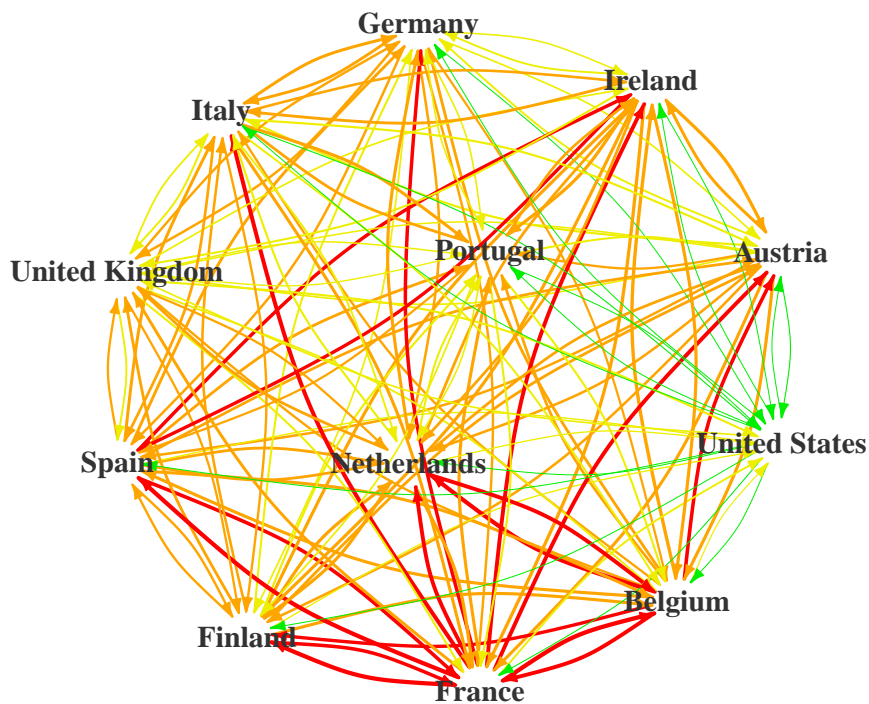 Germany
Ireland
Italy
Portugal
Austria
United Kingdom
United States
Spain
Netherlands
Belgium
Finland
France